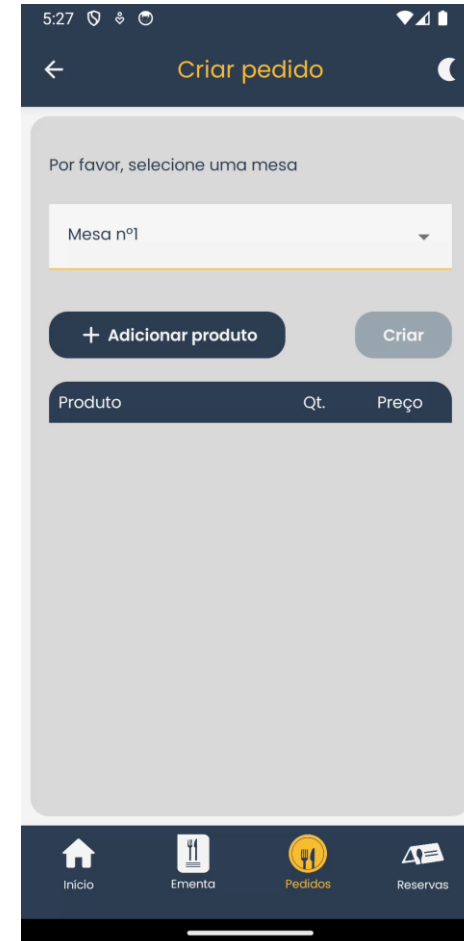 5:27
Criar pedido
Por favor, selecione uma mesa
Mesa nº1
+ Adicionar produto Criar
Produto Qt. Preço
Início Ementa Pedidos Reservas